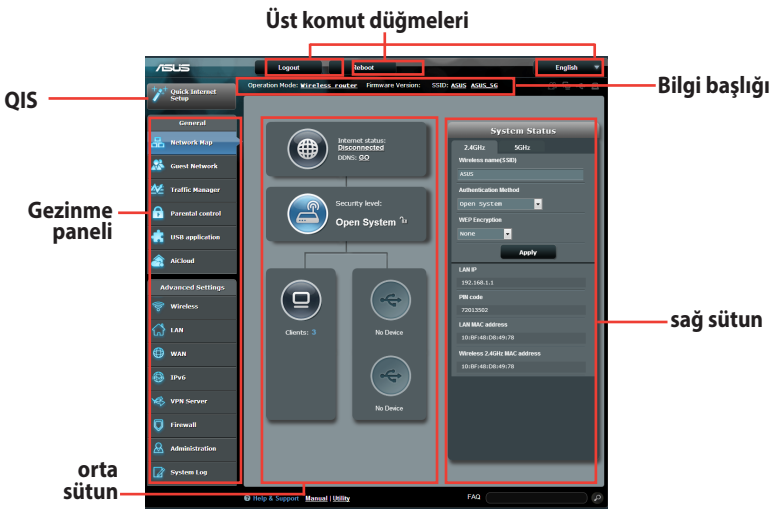 Üst komut düğmeleri
ASUS
Logout
Reboot
English
Bilgi başlığı
QIS
Quick Internet
Setup
Operation Mode: Wireless router Firmware Version: SSID: ASUS ASUS_5G
Gezinme
paneli
General
Network Map
Guest Network
Traffic Manager
Parental control
USB application
AiCloud
Advanced Settings
Wireless
LAN
WAN
IPv6
VPN Server
Firewall
Administration
System Log
Internet status:
Disconnected
DDNS: GO
Security level:
Open System
Clients: 3
No Device
No Device
System Status
2.4GHz 5GHz
Wireless name(SSID)
ASUS
Authentication Method
Open System
WEP Encryption
None
Apply
LAN IP
192.168.1.1
PIN code
72013502
LAN MAC address
10:BF:48:D8:49:78
Wireless 2.4GHz MAC address
10:BF:48:D8:49:78
sağ sütun
orta
sütun
Help & Support Manual | Utility
FAQ